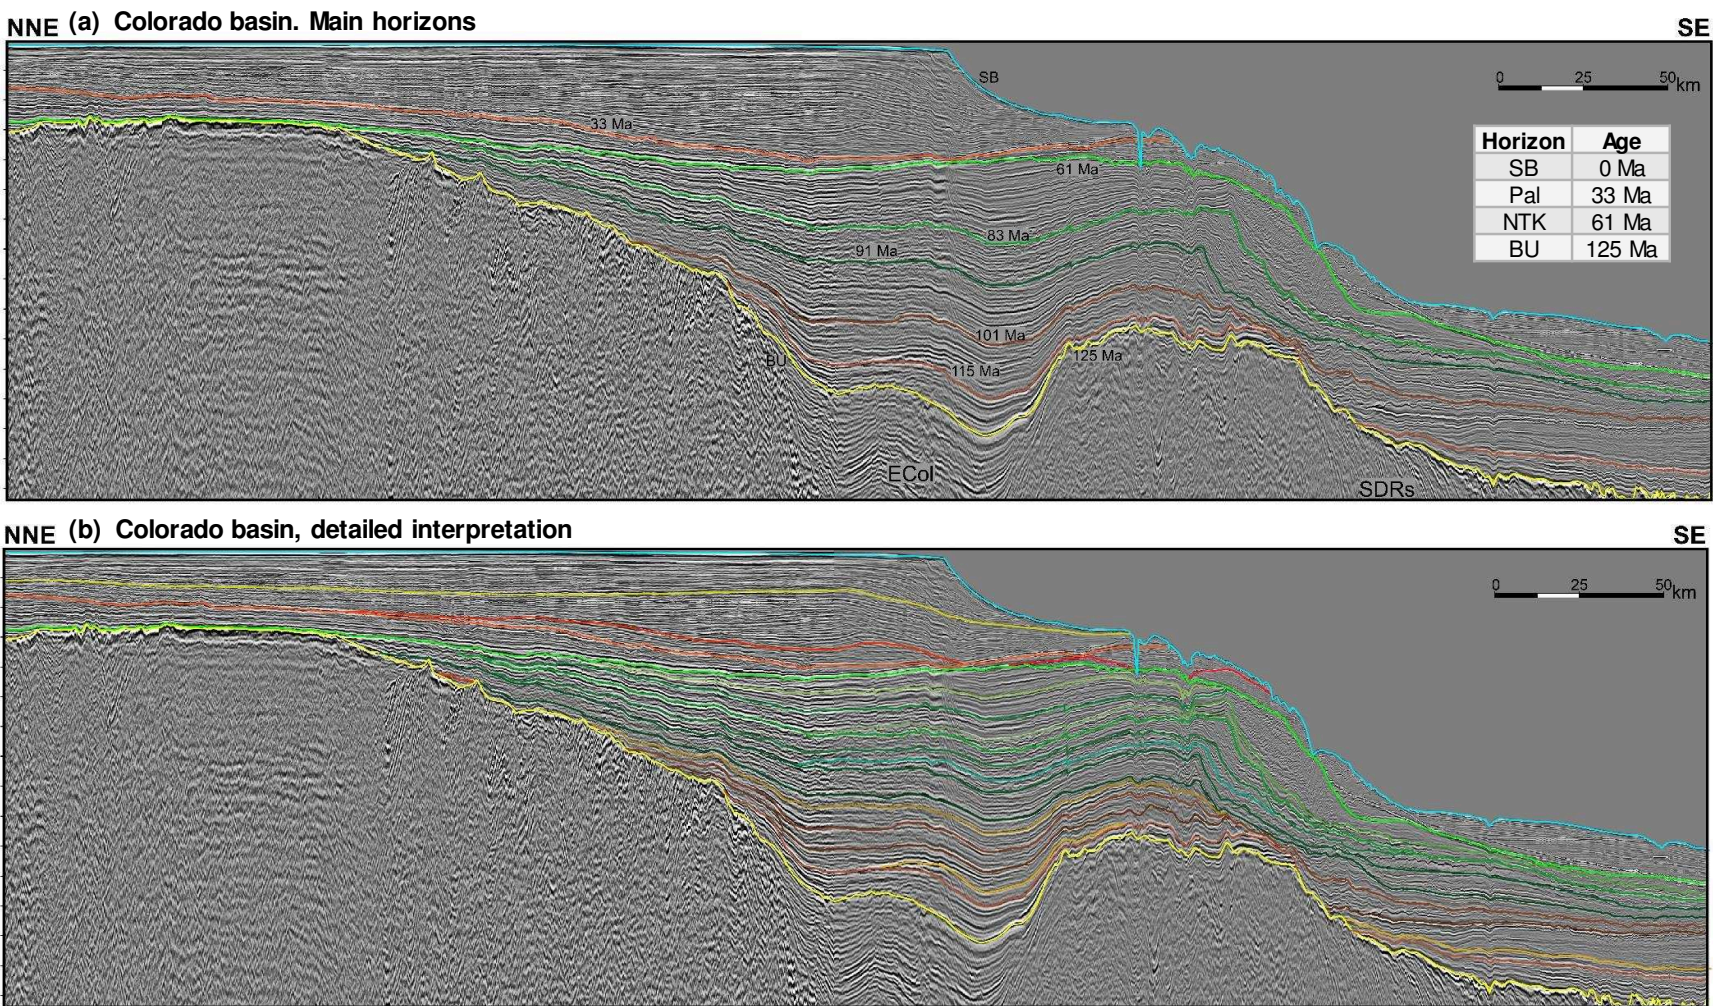 NNE (a) Colorado basin. Main horizons SE
SB
0 25 50 km
33 Ma
Horizon Age
SB 0 Ma
Pal 33 Ma
NTK 61 Ma
BU 125 Ma
61 Ma
83 Ma
91 Ma
101 Ma
125 Ma
BU
115 Ma
ECol
SDRs
NNE (b) Colorado basin, detailed interpretation SE
0 25 50 km